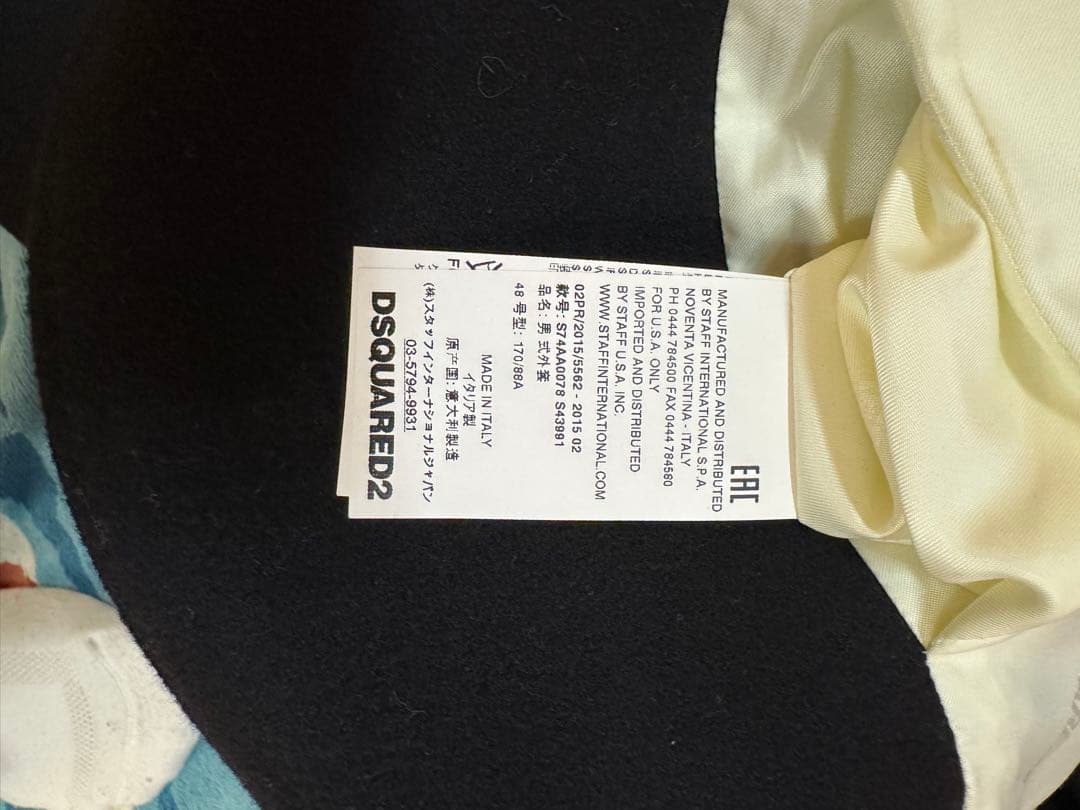 EAC
MANUFACTURED AND DISTRIBUTED
BY STAFF INTERNATIONAL S.P.A.
NOVENTA VICENTINA - ITALY
PH 0444 784500 FAX 0444 784580
FOR U.S.A. ONLY
IMPORTED AND DISTRIBUTED
BY STAFF U.S.A. INC.
WWW.STAFFINTERNATIONAL.COM
02PR/2015/5562 - 2015 02
款号: S74AA0078 S43991
品名: 男式外套
48 号型: 170/88A
MADE IN ITALY
イタリア製
原产国: 意大利製造
(株)スタッフインターナショナルジャパン
03-5794-9931
DSQUARED2